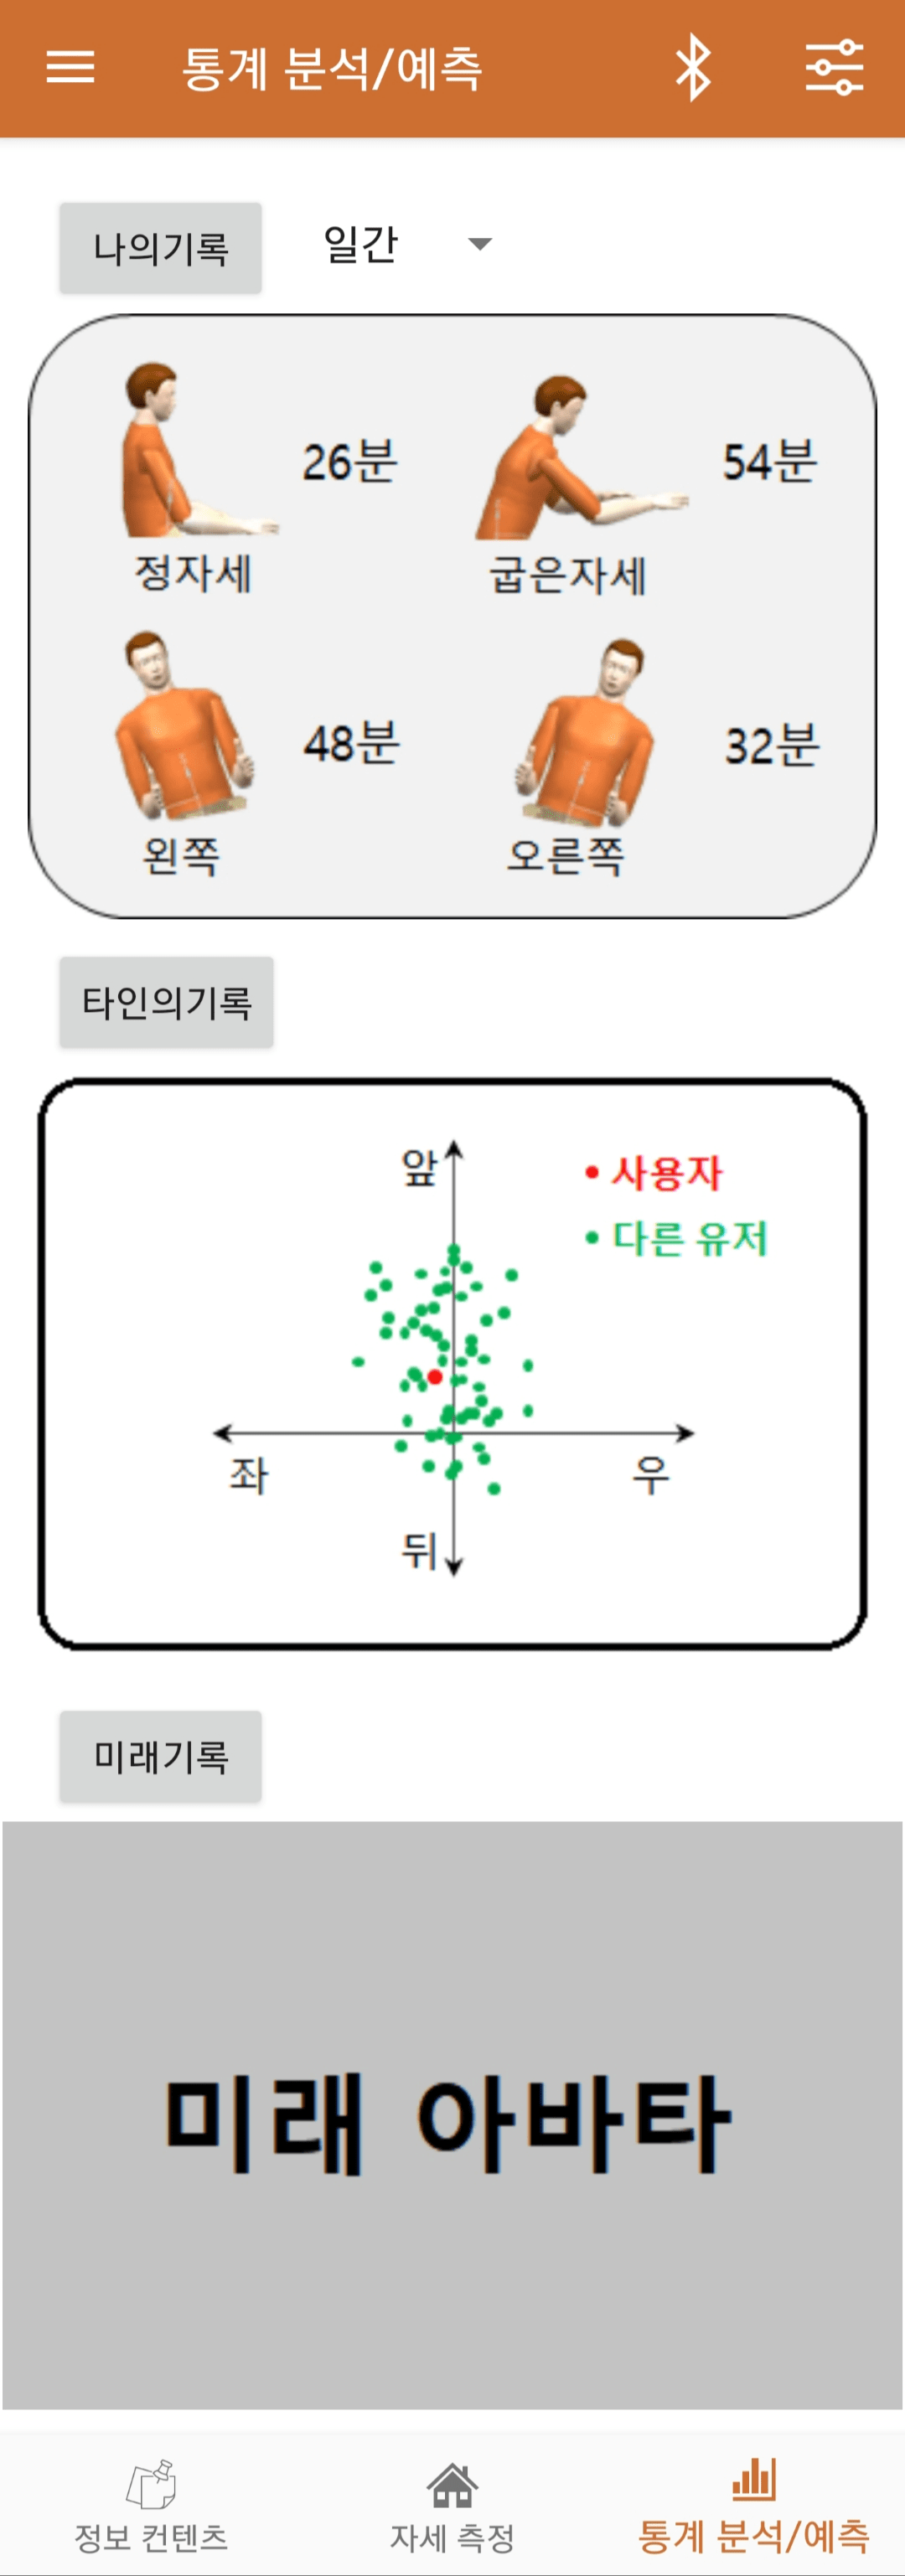 통계 분석/예측
나의기록 일간
26분 54분
정자세 굽은자세
48분 32분
왼쪽 오른쪽
타인의기록
앞
사용자
다른 유저
좌 우
뒤
미래기록
미래 아바타
정보 컨텐츠 자세 측정 통계 분석/예측